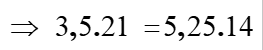 ⇒ 3,5.21 = 5,25.14